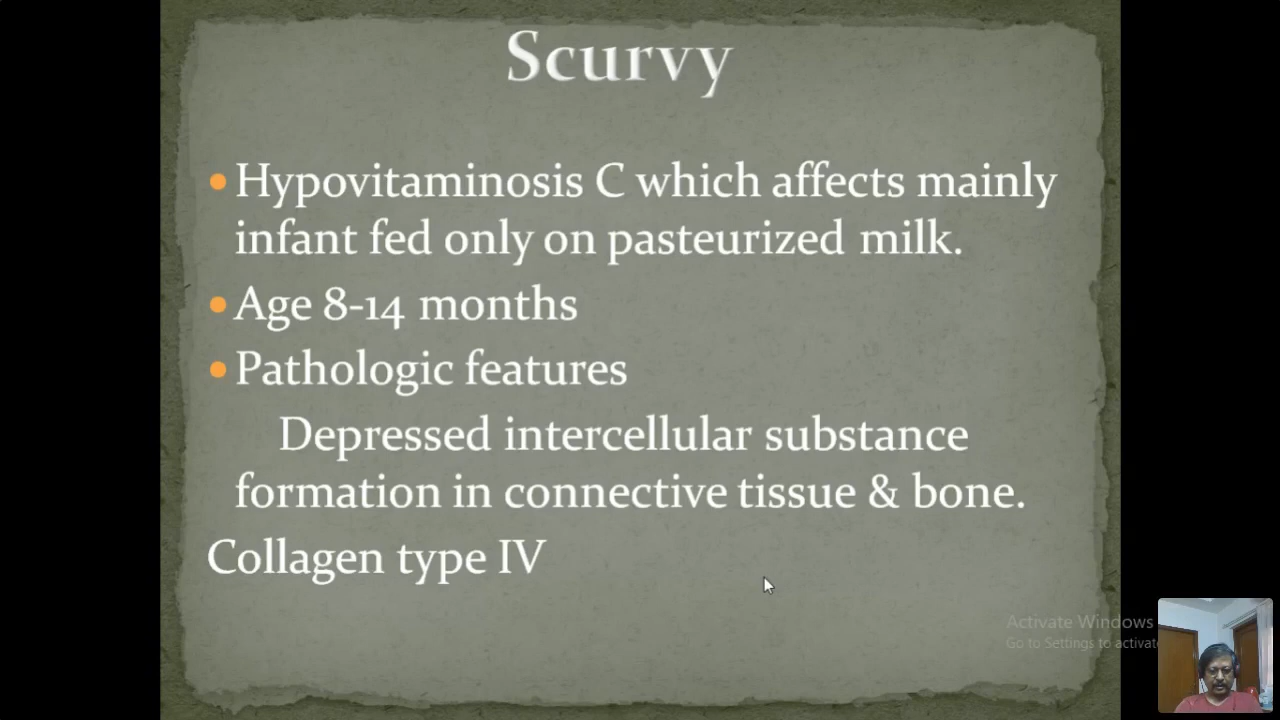 Scurvy
Hypovitaminosis C which affects mainly
infant fed only on pasteurized milk.
Age 8-14 months
Pathologic features
Depressed intercellular substance
formation in connective tissue & bone.
Collagen type IV
Activate Windows
Go to Settings to activate